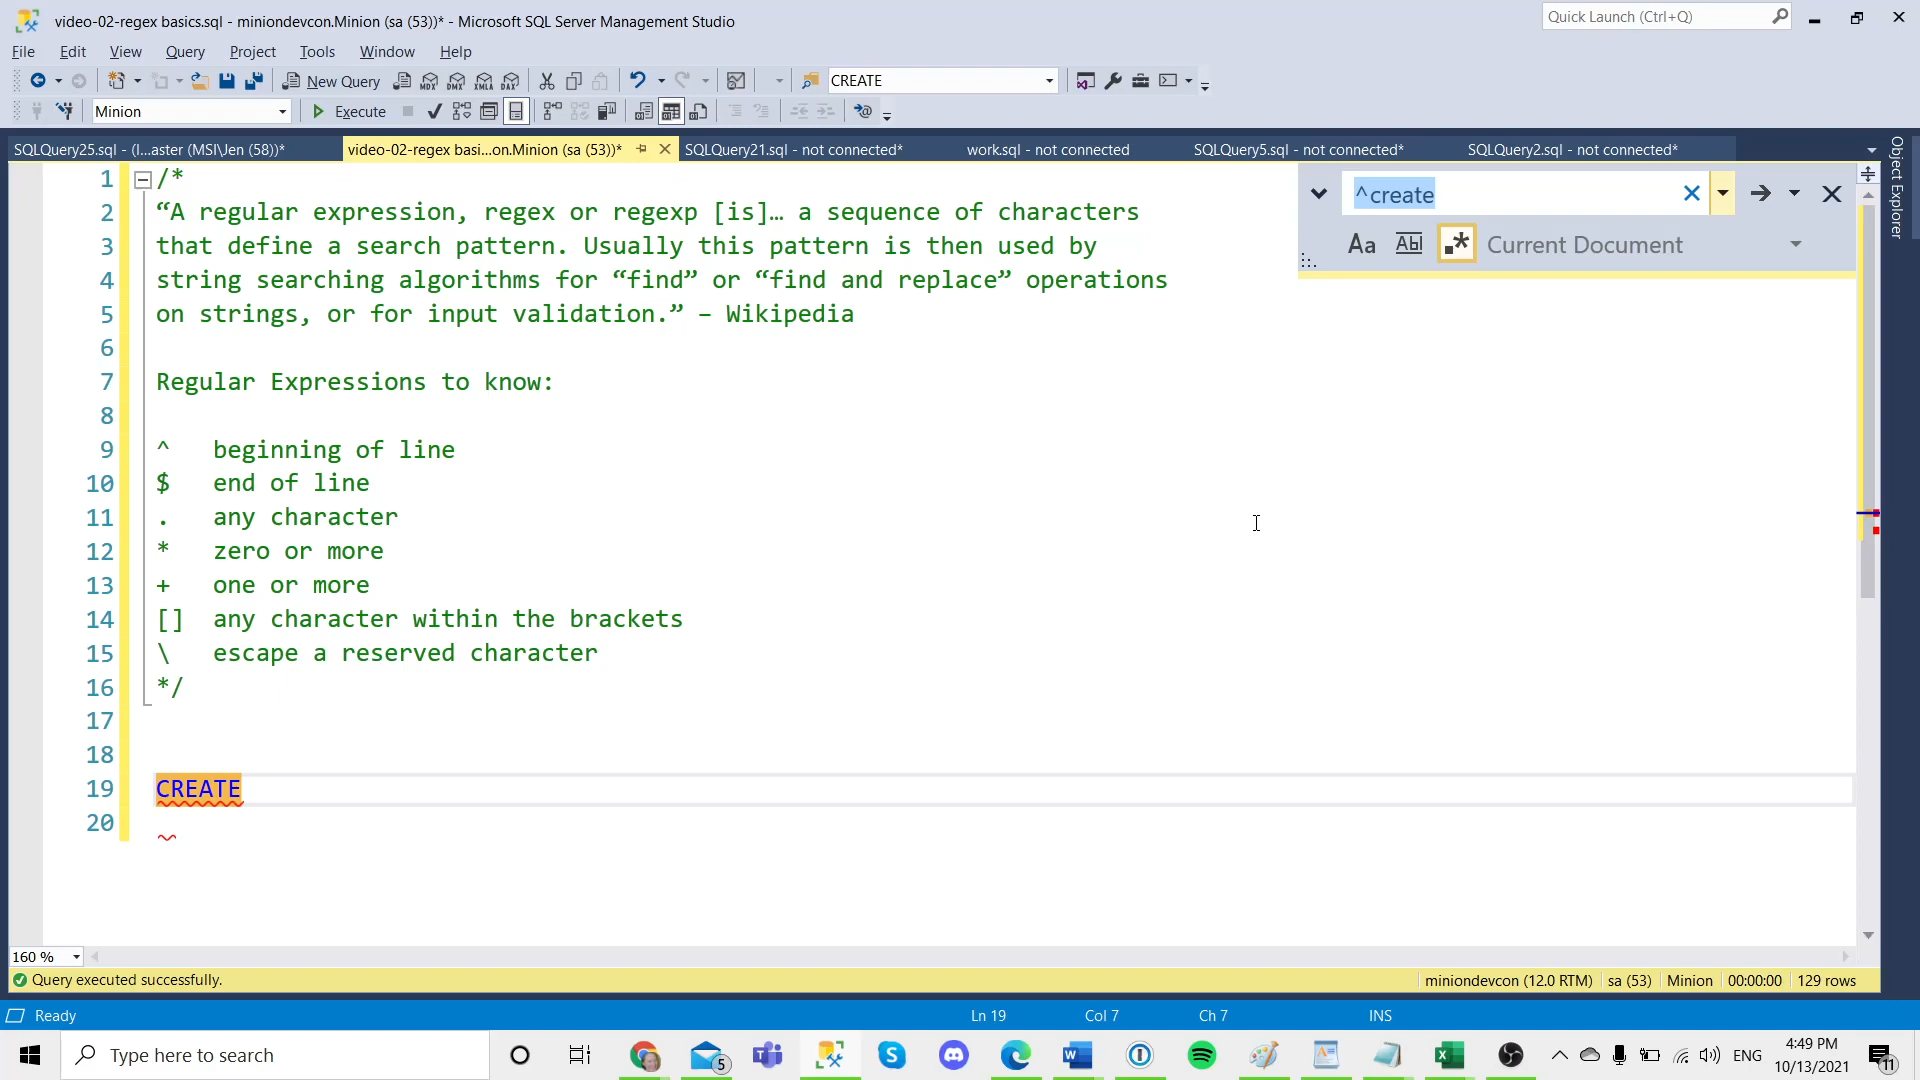 video-02-regex basics.sql - miniondevcon.Minion (sa (53))* - Microsoft SQL Server Management Studio
Quick Launch (Ctrl+Q)
File Edit View Query Project Tools Window Help
New Query MDX DMX XMLA DAX CREATE
Minion Execute
SQLQuery25.sql - (l...aster (MSI\Jen (58))* video-02-regex basi...on.Minion (sa (53))* SQLQuery21.sql - not connected* work.sql - not connected SQLQuery5.sql - not connected* SQLQuery2.sql - not connected*
Object Explorer
^create
Aa Abl .* Current Document
1 /*
2 “A regular expression, regex or regexp [is]… a sequence of characters
3 that define a search pattern. Usually this pattern is then used by
4 string searching algorithms for “find” or “find and replace” operations
5 on strings, or for input validation.” – Wikipedia
6
7 Regular Expressions to know:
8
9 ^ beginning of line
10 $ end of line
11 . any character
12 * zero or more
13 + one or more
14 [] any character within the brackets
15 \ escape a reserved character
16 */
17
18
19 CREATE
20
160 %
Query executed successfully. miniondevcon (12.0 RTM) sa (53) Minion 00:00:00 129 rows
Ready Ln 19 Col 7 Ch 7 INS
Type here to search 5 ENG 4:49 PM
10/13/2021 11